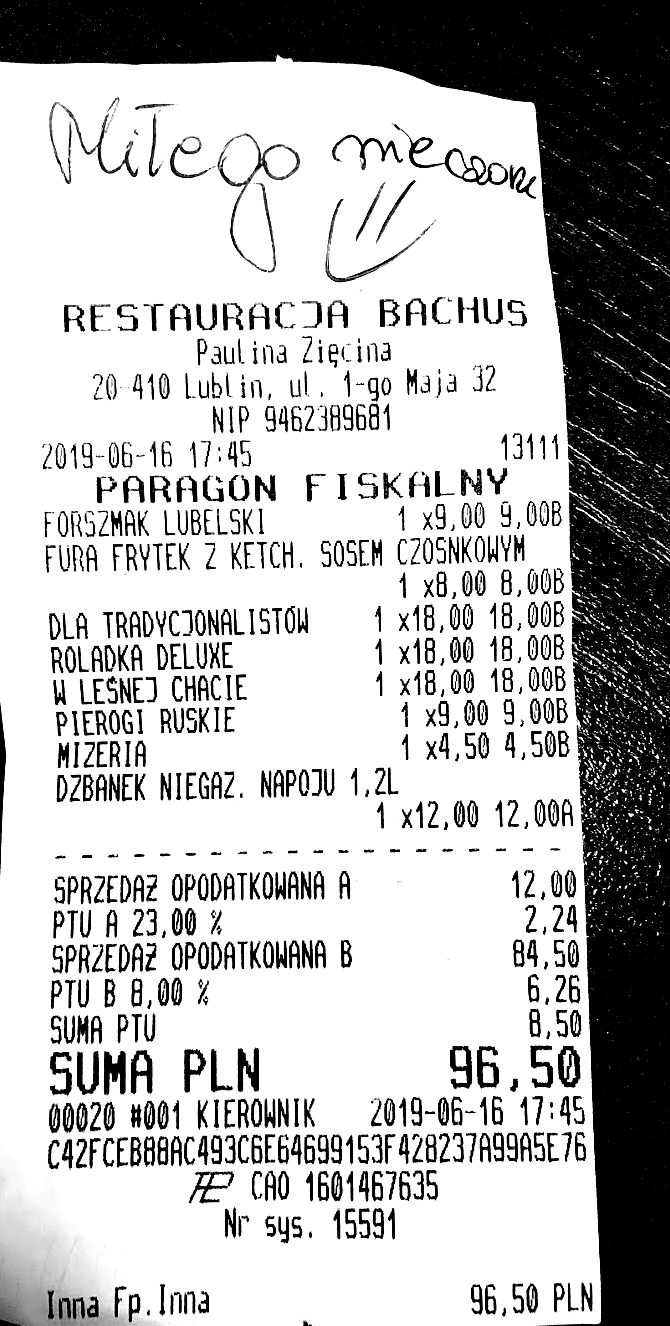 Miłego wieczoru
RESTAURACJA BACHUS
Paulina Zięcina
20-410 Lublin, ul. 1-go Maja 32
NIP 9462389681
2019-06-16 17:45 13111
PARAGON FISKALNY
FORSZMAK LUBELSKI 1 x9,00 9,00B
FURA FRYTEK Z KETCH. SOSEM CZOSNKOWYM
1 x8,00 8,00B
DLA TRADYCJONALISTÓW 1 x18,00 18,00B
ROLADKA DELUXE 1 x18,00 18,00B
W LEŚNEJ CHACIE 1 x18,00 18,00B
PIEROGI RUSKIE 1 x9,00 9,00B
MIZERIA 1 x4,50 4,50B
DZBANEK NIEGAZ. NAPOJU 1,2L
1 x12,00 12,00A
SPRZEDAŻ OPODATKOWANA A 12,00
PTU A 23,00 % 2,24
SPRZEDAŻ OPODATKOWANA B 84,50
PTU B 8,00 % 6,26
SUMA PTU 8,50
SUMA PLN 96,50
00020 #001 KIEROWNIK 2019-06-16 17:45
C42FCEB88AC493C6E64699153F428237A99A5E76
CAO 1601467635
Nr sys. 15591
Inna Fp.Inna 96,50 PLN